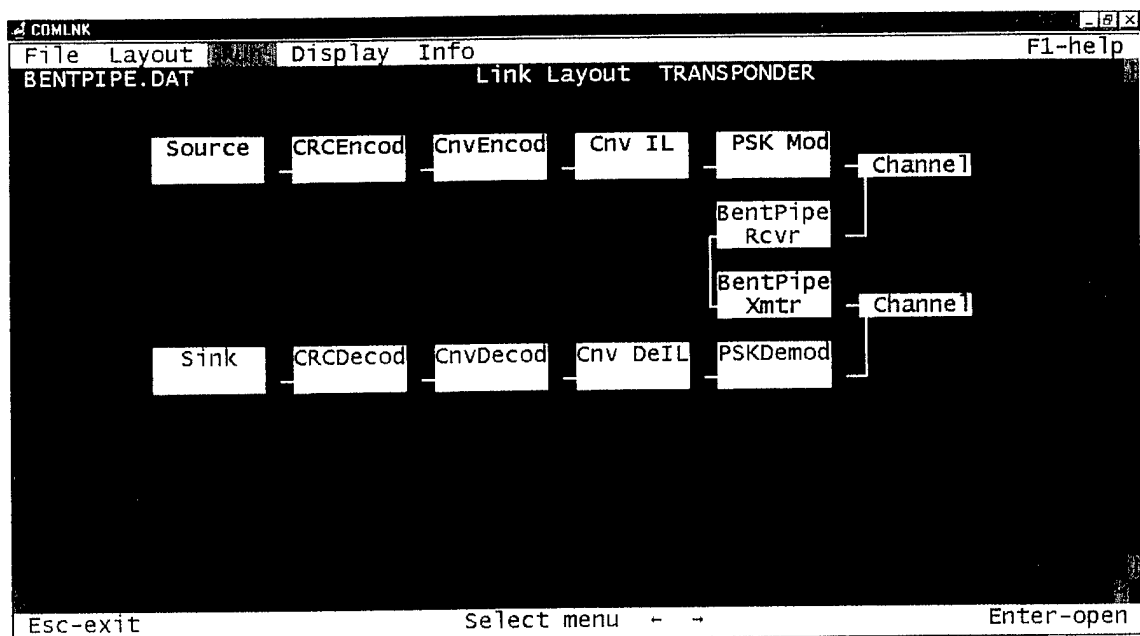 COMLNK
File Layout Display Info F1-help
BENTPIPE.DAT Link Layout TRANSPONDER
Source CRCEncod CnvEncod Cnv IL PSK Mod
Channel
BentPipe
Rcvr
BentPipe
Xmtr Channel
Sink CRCDecod CnvDecod Cnv DeIL PSKDemod
Esc-exit Select menu ← → Enter-open